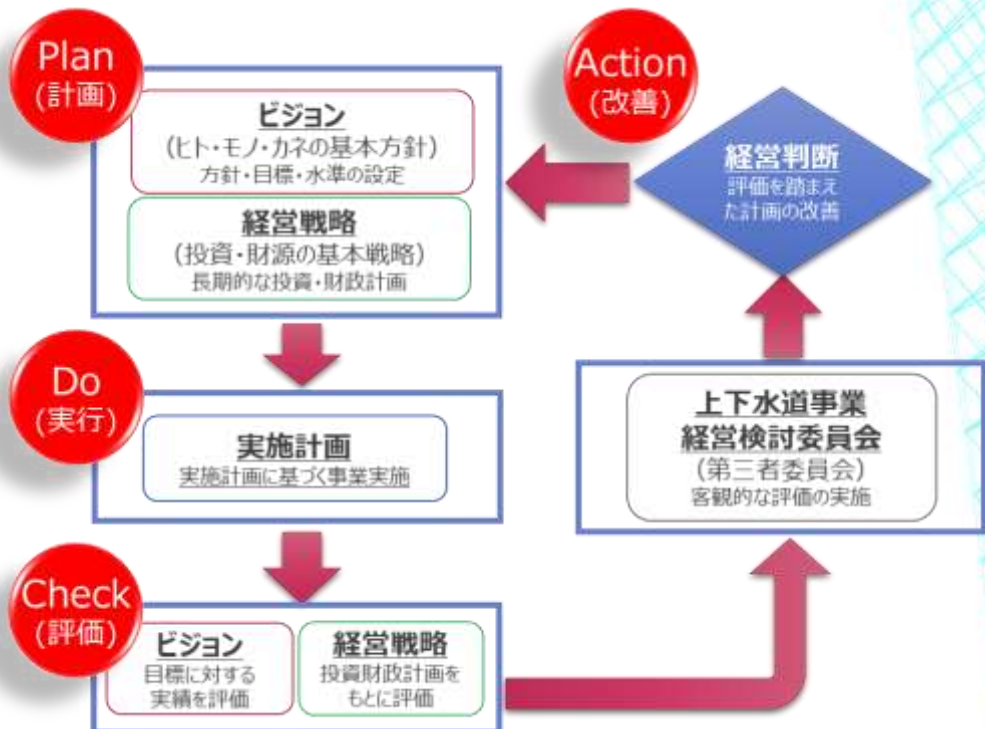 Plan
(計画)
ビジョン
(ヒト・モノ・カネの基本方針)
方針・目標・水準の設定
経営戦略
(投資・財源の基本戦略)
長期的な投資・財政計画
Do
(実行)
実施計画
実施計画に基づく事業実施
Check
(評価)
ビジョン
目標に対する
実績を評価
経営戦略
投資財政計画を
もとに評価
上下水道事業
経営検討委員会
(第三者委員会)
客観的な評価の実施
Action
(改善)
経営判断
評価を踏まえ
た計画の改善